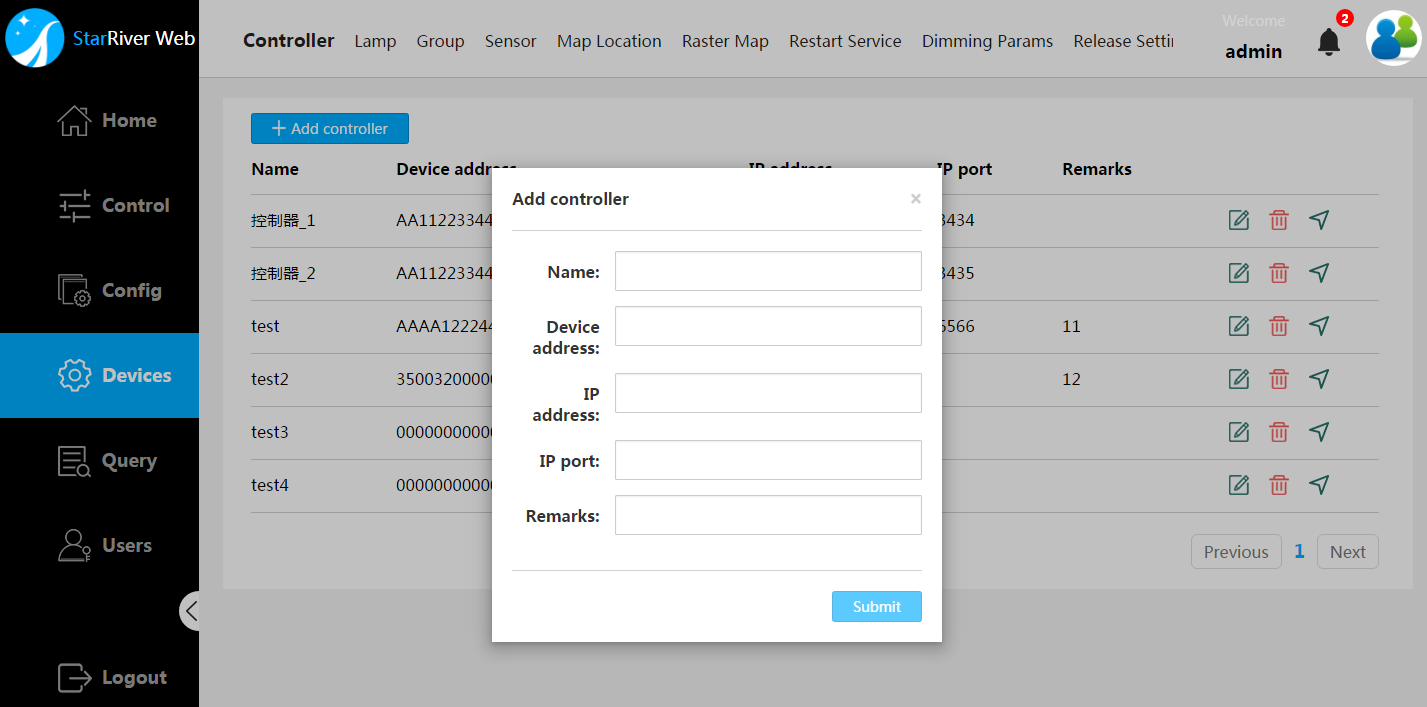 StarRiver Web
Controller Lamp Group Sensor Map Location Raster Map Restart Service Dimming Params Release Setti
Welcome
admin
2
Home
Control
Config
Devices
Query
Users
Logout
Add controller
Name Device address IP address IP port Remarks
控制器_1 AA11223344 3434
控制器_2 AA11223344 3435
test AAAA122244 5566 11
test2 35003200000 12
test3 00000000000
test4 00000000000
Previous 1 Next
Add controller ×
Name:
Device
address:
IP
address:
IP port:
Remarks:
Submit